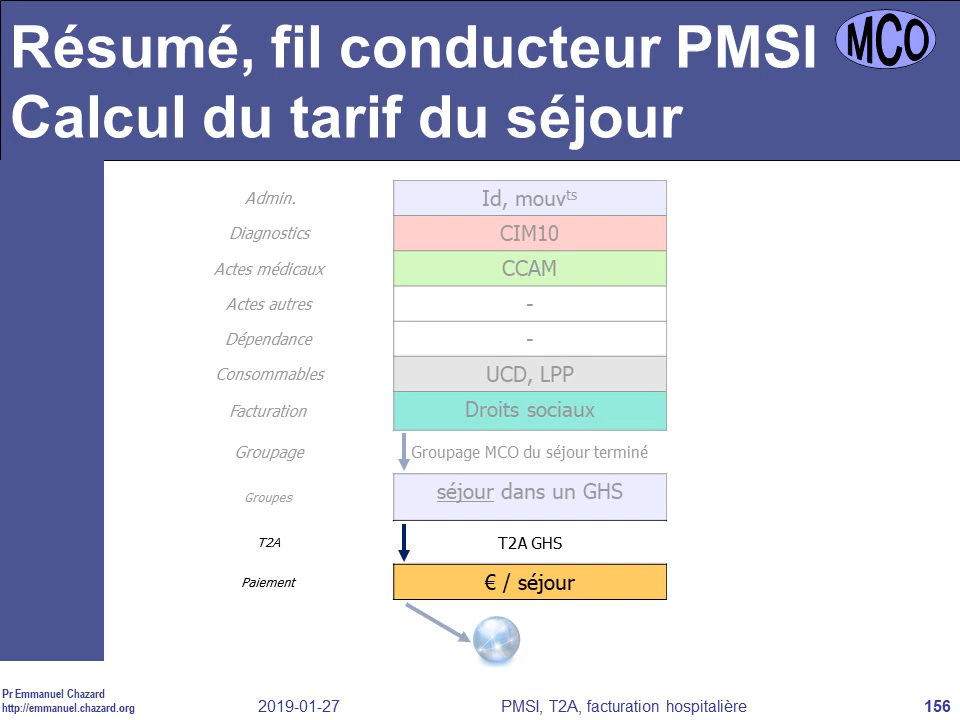 Résumé, fil conducteur PMSI MCO
Calcul du tarif du séjour
Admin. Id, mouvts
Diagnostics CIM10
Actes médicaux CCAM
Actes autres -
Dépendance -
Consommables UCD, LPP
Facturation Droits sociaux
Groupage Groupage MCO du séjour terminé
Groupes séjour dans un GHS
T2A T2A GHS
Paiement € / séjour
Pr Emmanuel Chazard
http://emmanuel.chazard.org 2019-01-27 PMSI, T2A, facturation hospitalière 156